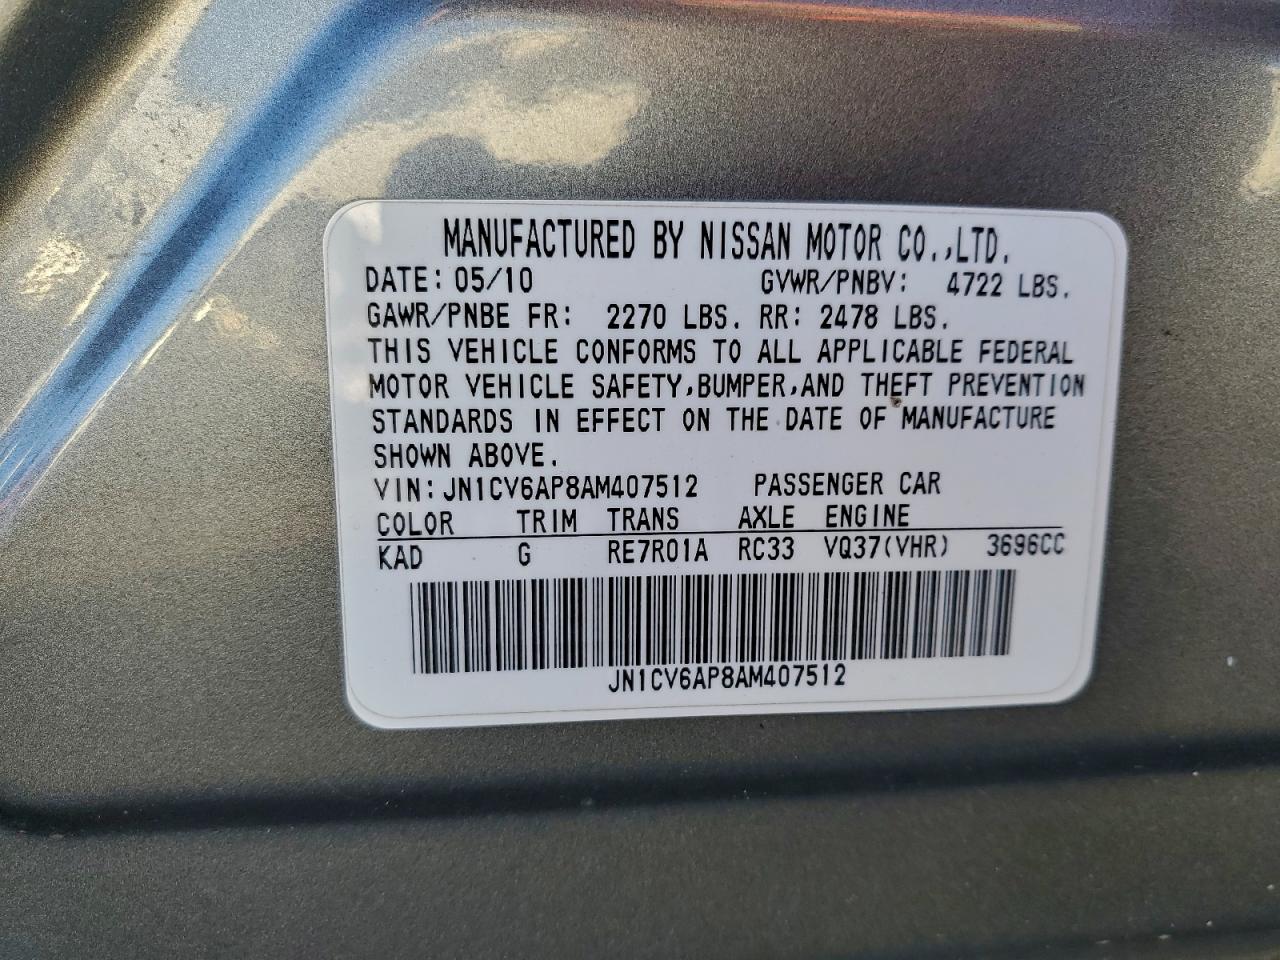 MANUFACTURED BY NISSAN MOTOR CO.,LTD.
DATE: 05/10 GVWR/PNBV: 4722 LBS.
GAWR/PNBE FR: 2270 LBS. RR: 2478 LBS.
THIS VEHICLE CONFORMS TO ALL APPLICABLE FEDERAL
MOTOR VEHICLE SAFETY,BUMPER,AND THEFT PREVENTION
STANDARDS IN EFFECT ON THE DATE OF MANUFACTURE
SHOWN ABOVE.
VIN: JN1CV6AP8AM407512 PASSENGER CAR
COLOR TRIM TRANS AXLE ENGINE
KAD G RE7R01A RC33 VQ37(VHR) 3696CC
JN1CV6AP8AM407512